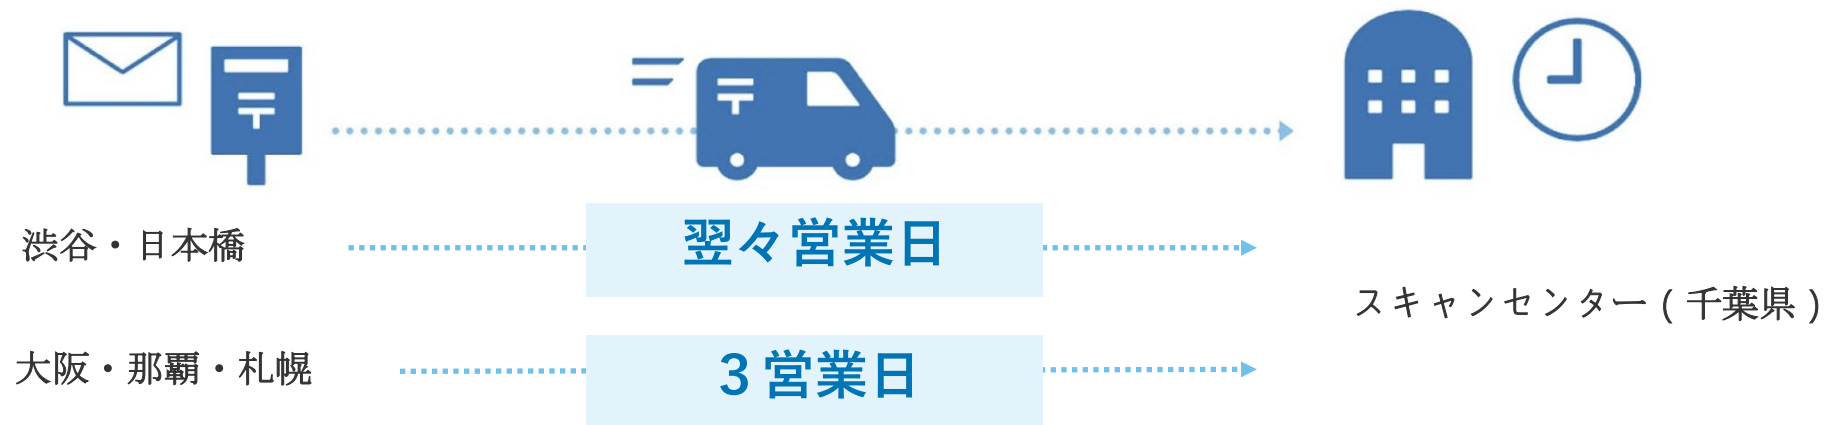 渋谷・日本橋
翌々営業日
スキャンセンター(千葉県)
大阪・那覇・札幌
3営業日